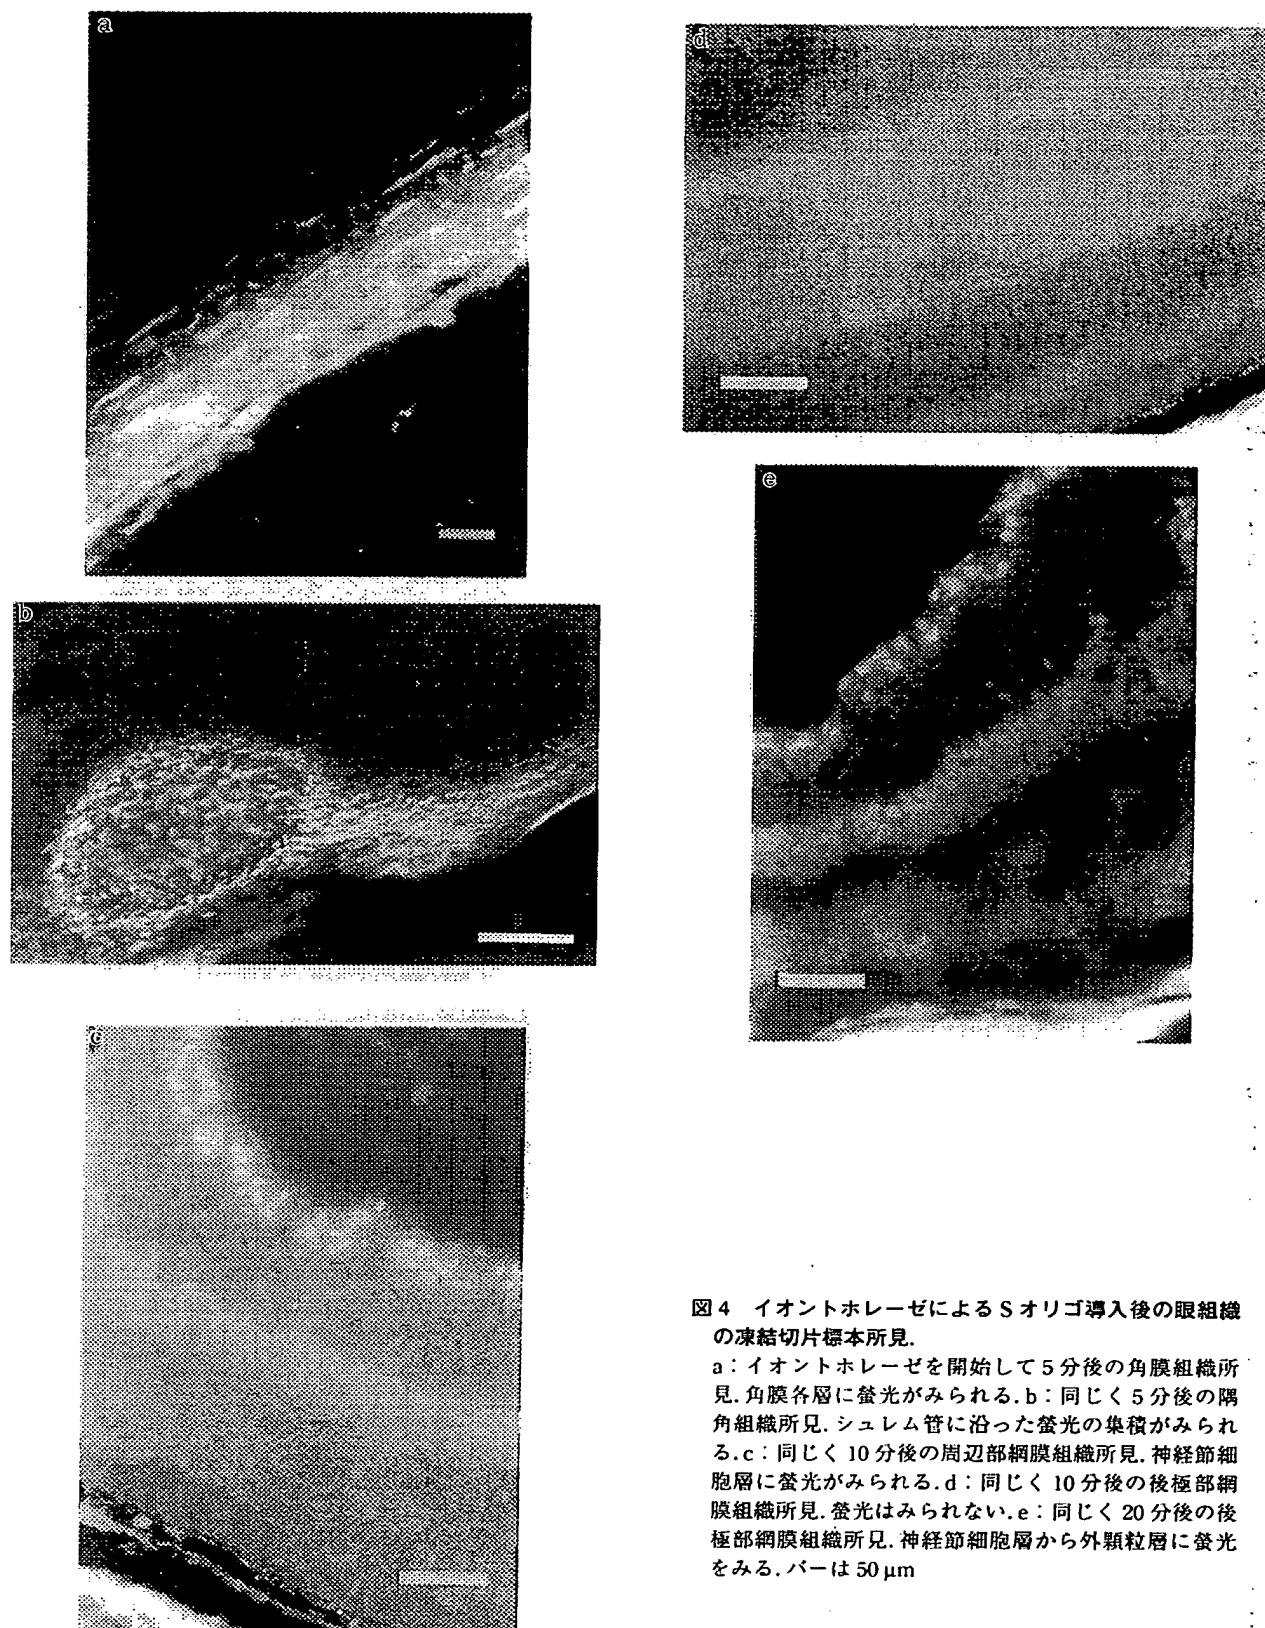 a
d
e
b
c
図4 イオントホレーゼによるSオリゴ導入後の眼組織
の凍結切片標本所見.
a:イオントホレーゼを開始して5分後の角膜組織所
見.角膜各層に螢光がみられる.b:同じく5分後の隅
角組織所見.シュレム管に沿った螢光の集積がみられ
る.c:同じく10分後の周辺部網膜組織所見.神経節細
胞層に螢光がみられる.d:同じく10分後の後極部網
膜組織所見.螢光はみられない.e:同じく20分後の後
極部網膜組織所見.神経節細胞層から外顆粒層に螢光
をみる.バーは50μm